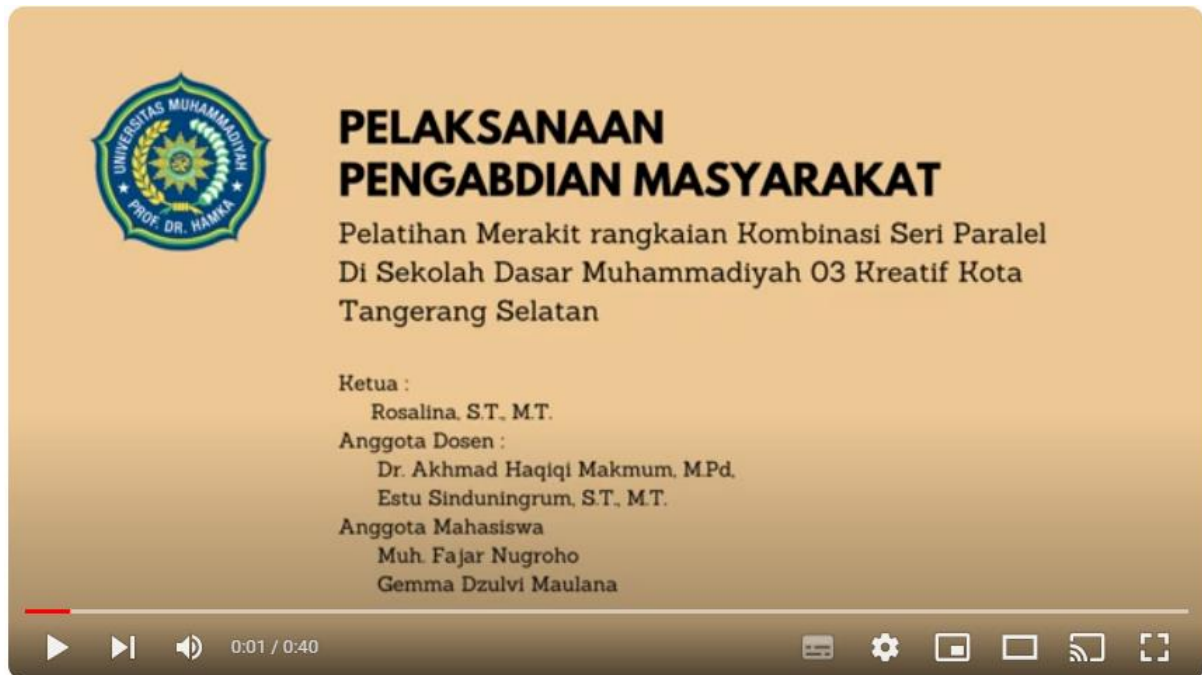 UNIVERSITAS MUHAMMADIYAH
PROF. DR. HAMKA
PELAKSANAAN
PENGABDIAN MASYARAKAT
Pelatihan Merakit rangkaian Kombinasi Seri Paralel
Di Sekolah Dasar Muhammadiyah 03 Kreatif Kota
Tangerang Selatan
Ketua :
Rosalina, S.T., M.T.
Anggota Dosen :
Dr. Akhmad Haqiqi Makmum, M.Pd,
Estu Sinduningrum, S.T., M.T.
Anggota Mahasiswa
Muh. Fajar Nugroho
Gemma Dzulvi Maulana
0:01 / 0:40